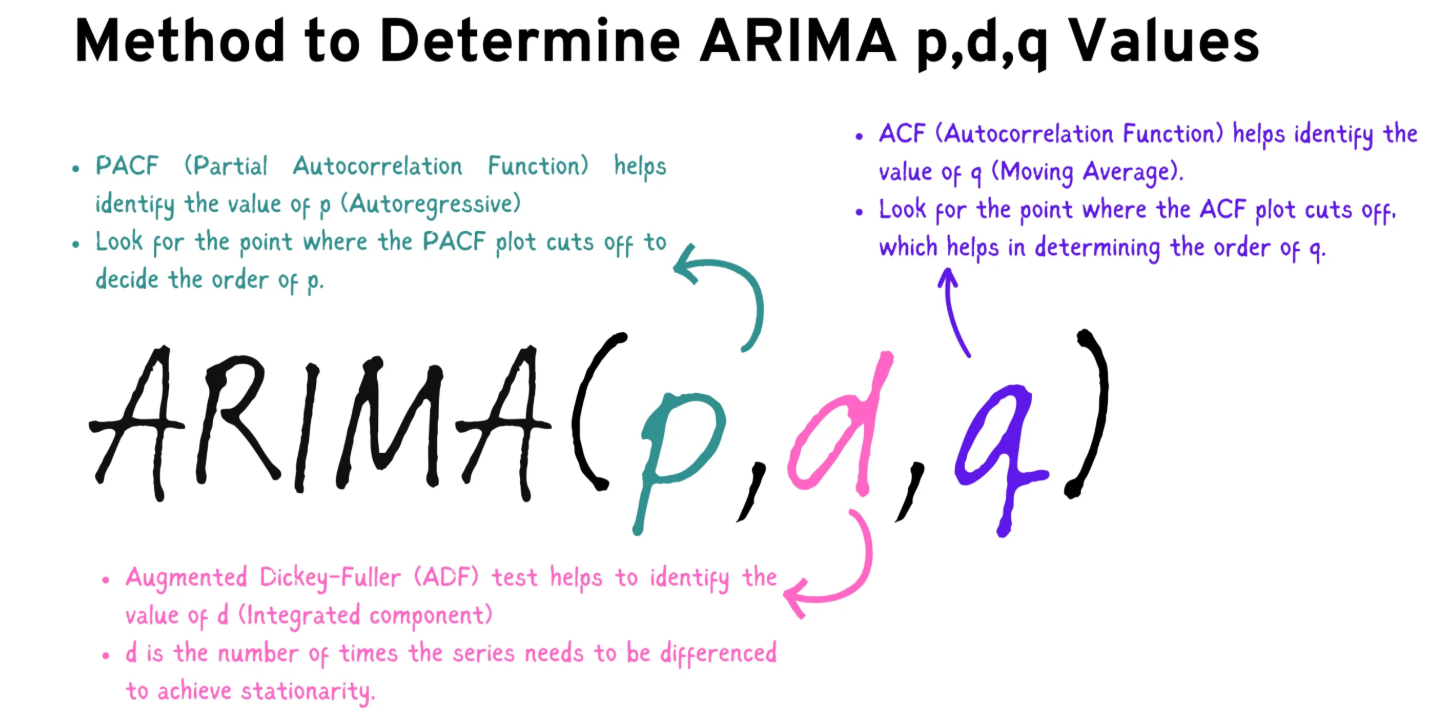 Method to Determine ARIMA p,d,q Values
• PACF (Partial Autocorrelation Function) helps
identify the value of p (Autoregressive)
• Look for the point where the PACF plot cuts off to
decide the order of p.
• ACF (Autocorrelation Function) helps identify the
value of q (Moving Average).
• Look for the point where the ACF plot cuts off,
which helps in determining the order of q.
ARIMA(p,d,q)
• Augmented Dickey-Fuller (ADF) test helps to identify the
value of d (Integrated component)
• d is the number of times the series needs to be differenced
to achieve stationarity.